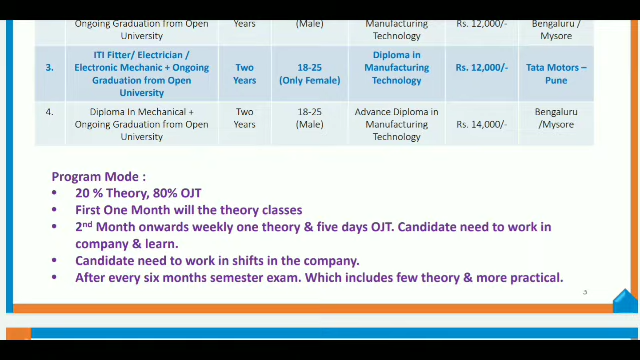 Ongoing Graduation from Open University
Years
(Male)
Manufacturing Technology
Rs. 12,000/-
Bengaluru / Mysore
3.
ITI Fitter/ Electrician /
Electronic Mechanic + Ongoing
Graduation from Open
University
Two
Years
18-25
(Only Female)
Diploma in
Manufacturing
Technology
Rs. 12,000/-
Tata Motors –
Pune
4.
Diploma In Mechanical +
Ongoing Graduation from Open
University
Two
Years
18-25
(Male)
Advance Diploma in
Manufacturing
Technology
Rs. 14,000/-
Bengaluru
/Mysore
Program Mode :
• 20 % Theory, 80% OJT
• First One Month will the theory classes
• 2nd Month onwards weekly one theory & five days OJT. Candidate need to work in
company & learn.
• Candidate need to work in shifts in the company.
• After every six months semester exam. Which includes few theory & more practical.